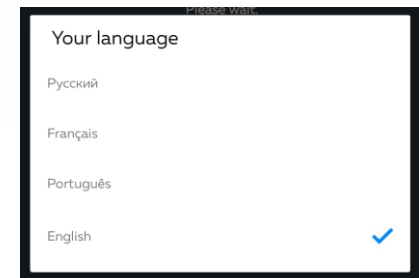 Please wait.
Your language
Русский
Français
Português
English